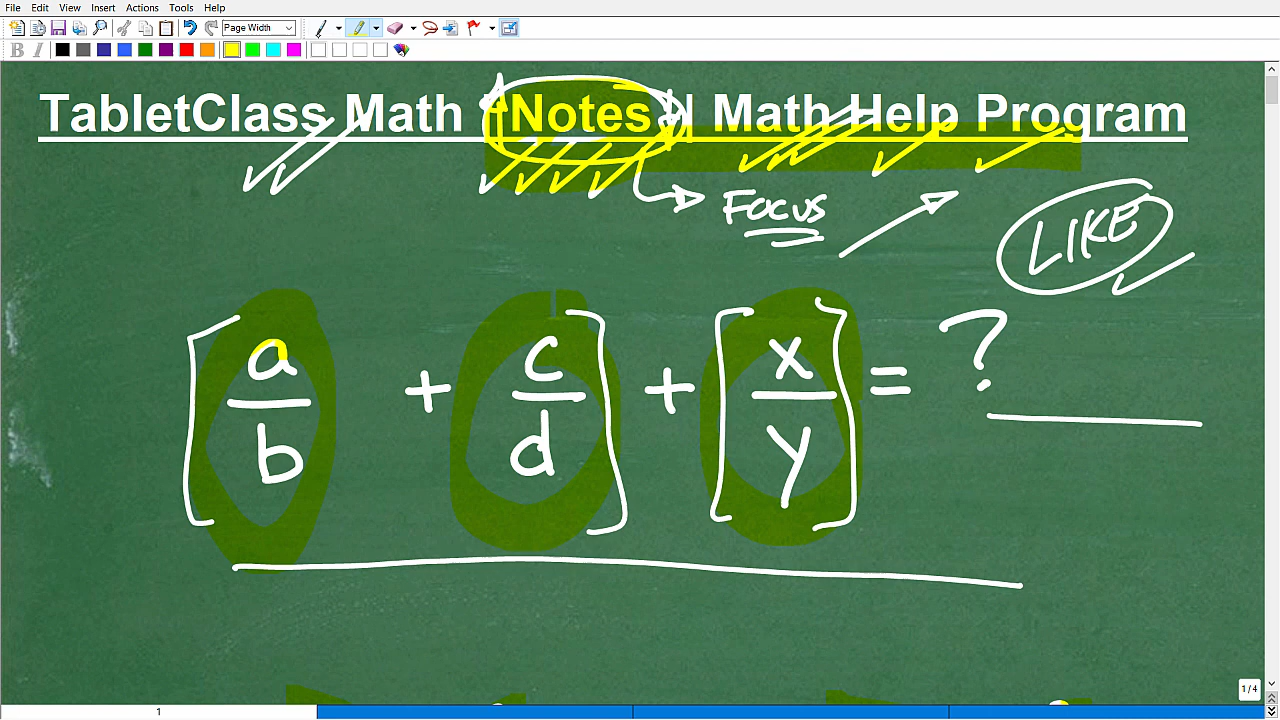 File Edit View Insert Actions Tools Help
Page Width
B I
TabletClass Math Notes Math Help Program
Focus
LIKE
[a/b + c/d] + [x/y] = ?
1/4
1